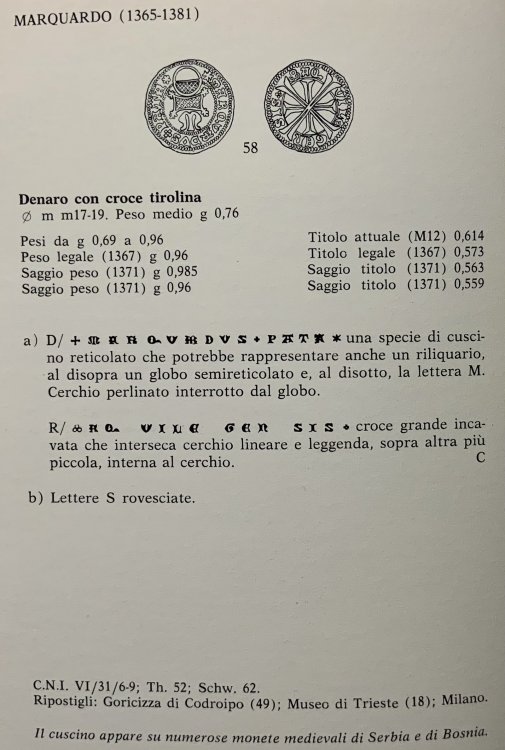 MARQUARDO (1365-1381)
58
Denaro con croce tirolina
∅ m m17-19. Peso medio g 0,76
Pesi da g 0,69 a 0,96
Peso legale (1367) g 0,96
Saggio peso (1371) g 0,985
Saggio peso (1371) g 0,96
Titolo attuale (M12) 0,614
Titolo legale (1367) 0,573
Saggio titolo (1371) 0,563
Saggio titolo (1371) 0,559
a) D/ + MARQVARDVS • PATR * una specie di cusci-
no reticolato che potrebbe rappresentare anche un riliquario,
al disopra un globo semireticolato e, al disotto, la lettera M.
Cerchio perlinato interrotto dal globo.
R/ VILE GEN SIS • croce grande inca-
vata che interseca cerchio lineare e leggenda, sopra altra più
piccola, interna al cerchio. C
b) Lettere S rovesciate.
C.N.I. VI/31/6-9; Th. 52; Schw. 62.
Ripostigli: Goricizza di Codroipo (49); Museo di Trieste (18); Milano.
Il cuscino appare su numerose monete medievali di Serbia e di Bosnia.